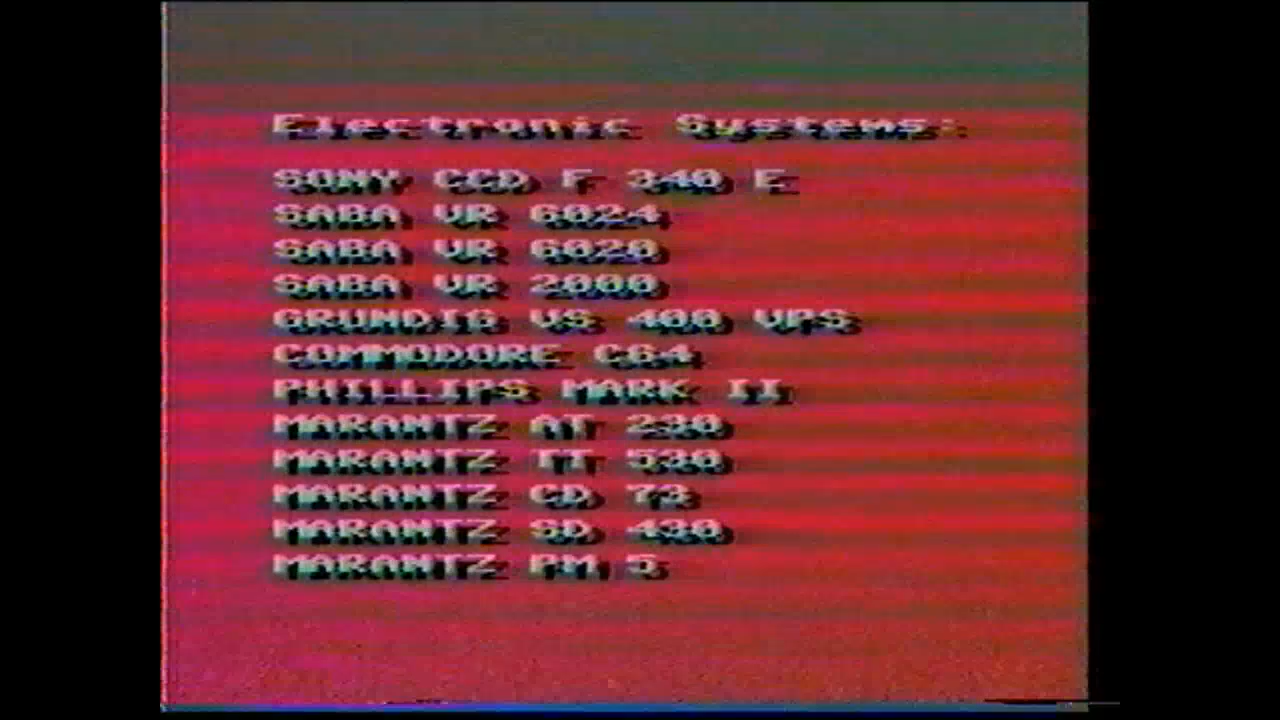 Electronic Systems:
SONY CCD F 340 E
SABA VR 6024
SABA VR 6020
SABA VR 2000
GRUNDIG VS 400 VPS
COMMODORE C64
PHILLIPS MARK II
MARANTZ AT 230
MARANTZ TT 530
MARANTZ CD 73
MARANTZ SD 430
MARANTZ PM 5